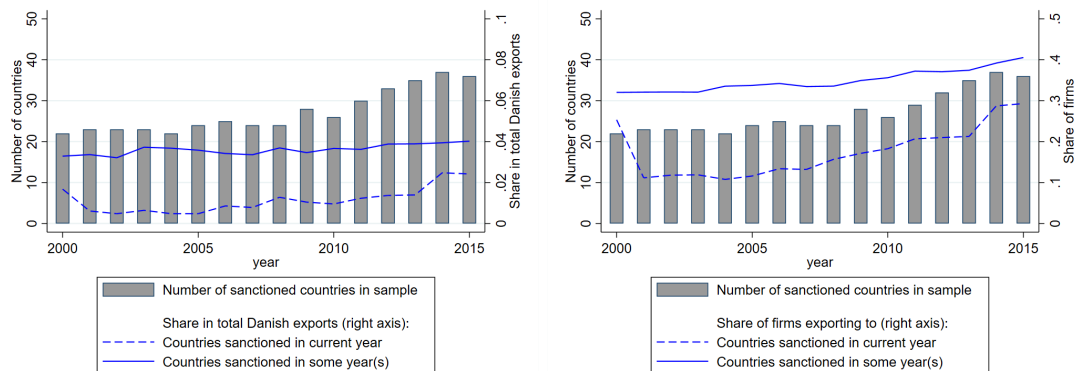 Number of countries
0
10
20
30
40
50
Share in total Danish exports
0
.02
.04
.06
.08
.1
2000
2005
2010
2015
year
Number of sanctioned countries in sample
Share in total Danish exports (right axis):
Countries sanctioned in current year
Countries sanctioned in some year(s)
Number of countries
0
10
20
30
40
50
Share of firms
0
.1
.2
.3
.4
.5
2000
2005
2010
2015
year
Number of sanctioned countries in sample
Share of firms exporting to (right axis):
Countries sanctioned in current year
Countries sanctioned in some year(s)